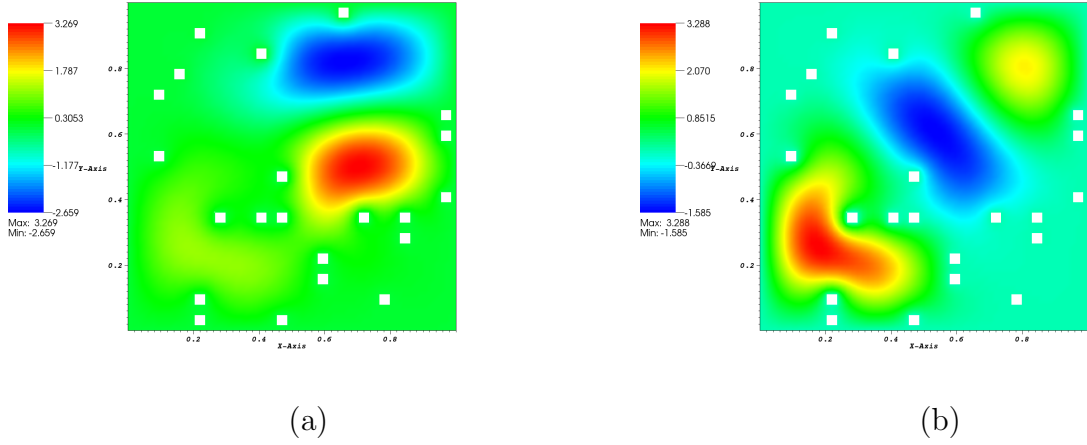 3.269
1.787
0.3053
-1.177
-2.659
Max: 3.269
Min: -2.659
Y-Axis
0.8
0.6
0.4
0.2
0.2 0.4 0.6 0.8
X-Axis
(a)
3.288
2.070
0.8515
-0.3669
-1.585
Max: 3.288
Min: -1.585
Y-Axis
0.8
0.6
0.4
0.2
0.2 0.4 0.6 0.8
X-Axis
(b)